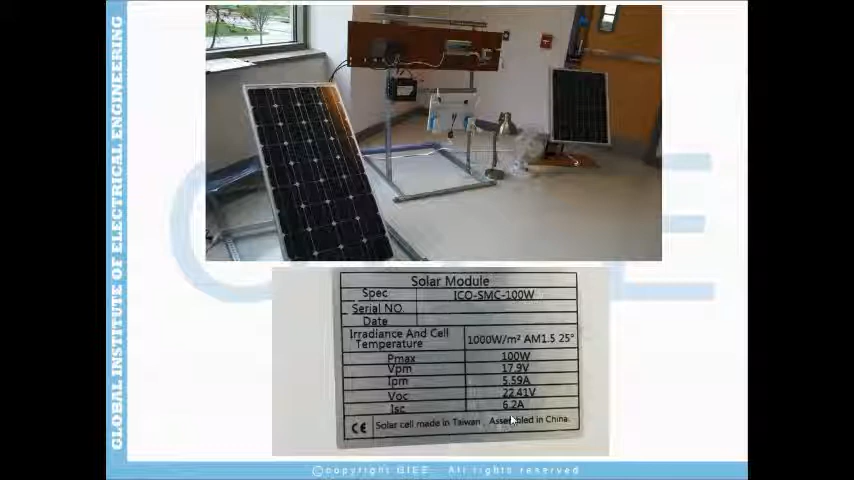 GLOBAL INSTITUTE OF ELECTRICAL ENGINEERING
Solar Module
Spec ICO-SMC-100W
Serial NO.
Date
Irradiance And Cell Temperature 1000W/m² AM1.5 25°
Pmax 100W
Vpm 17.9V
Ipm 5.59A
Voc 22.41V
Isc 6.2A
CE Solar cell made in Taiwan , Assembled in China.
©copyright GIEE - All rights reserved